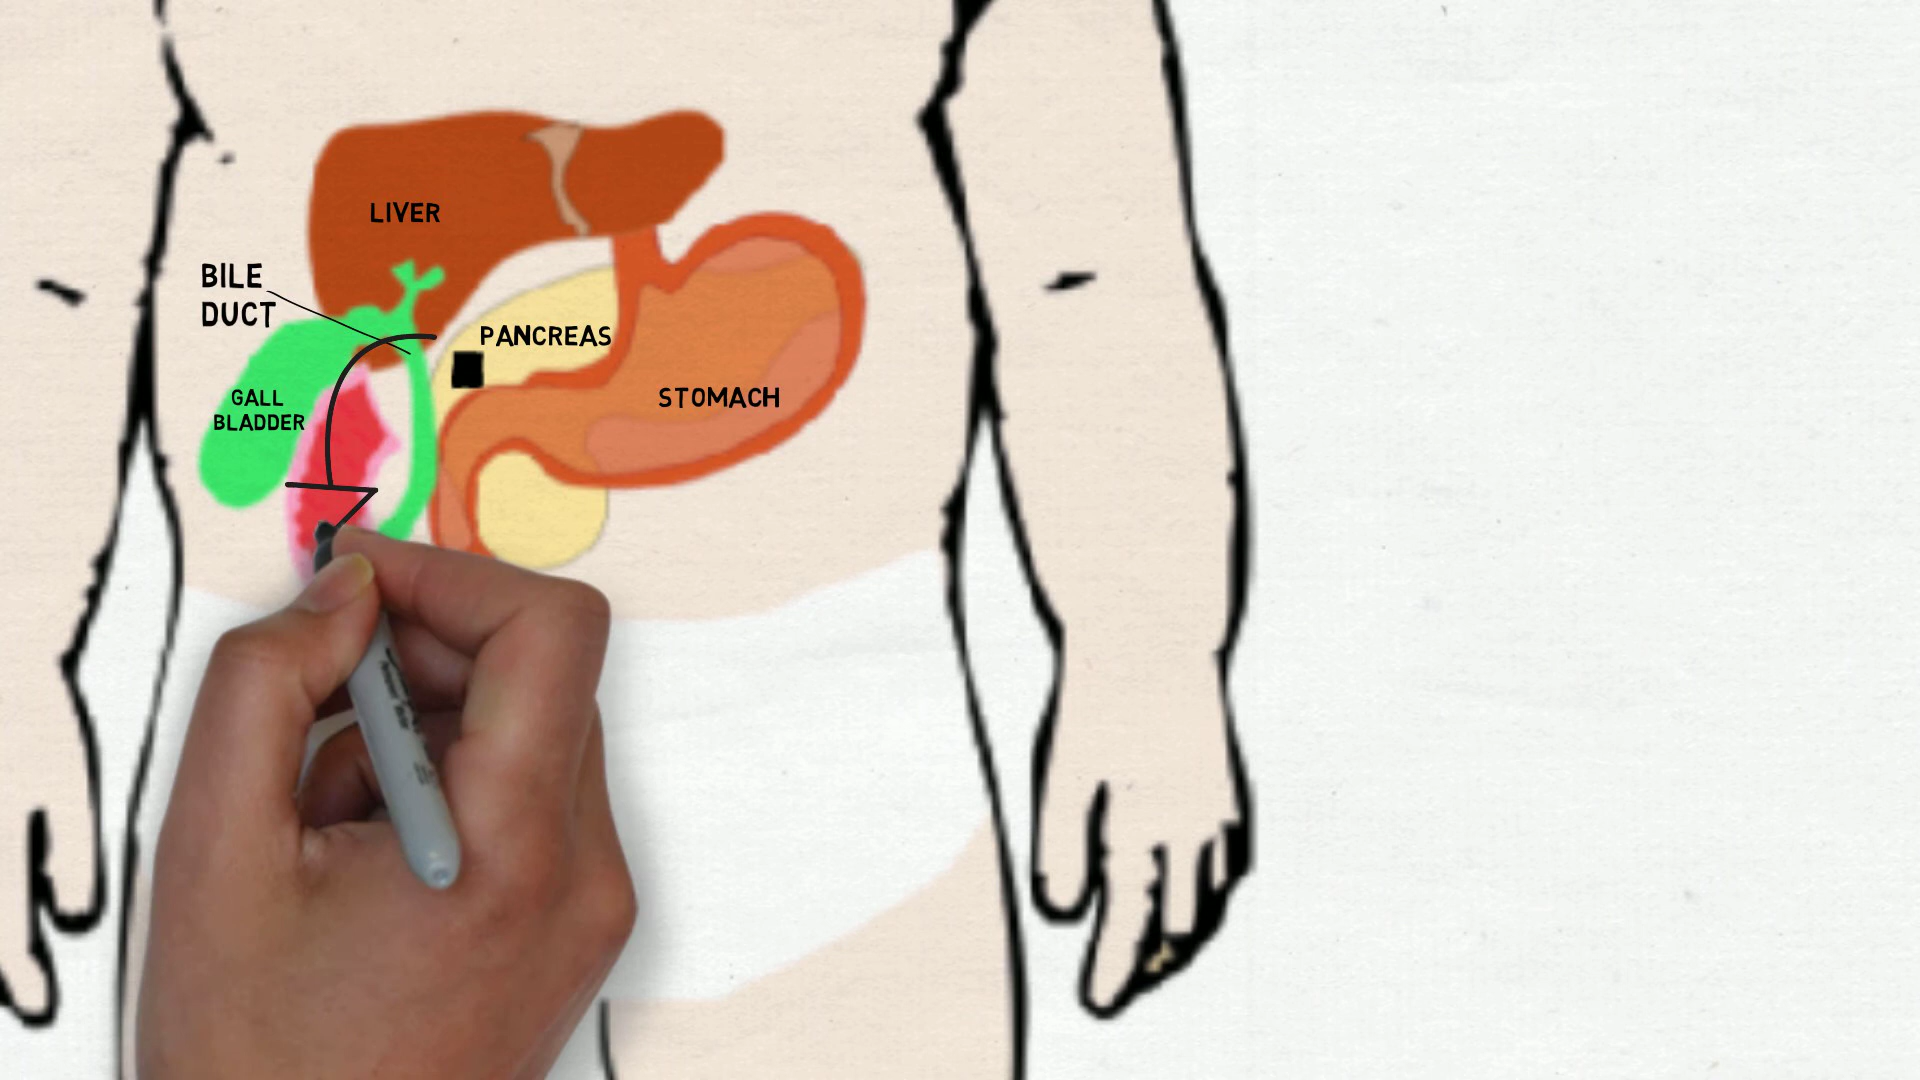 LIVER
BILE
DUCT
PANCREAS
GALL
BLADDER
STOMACH